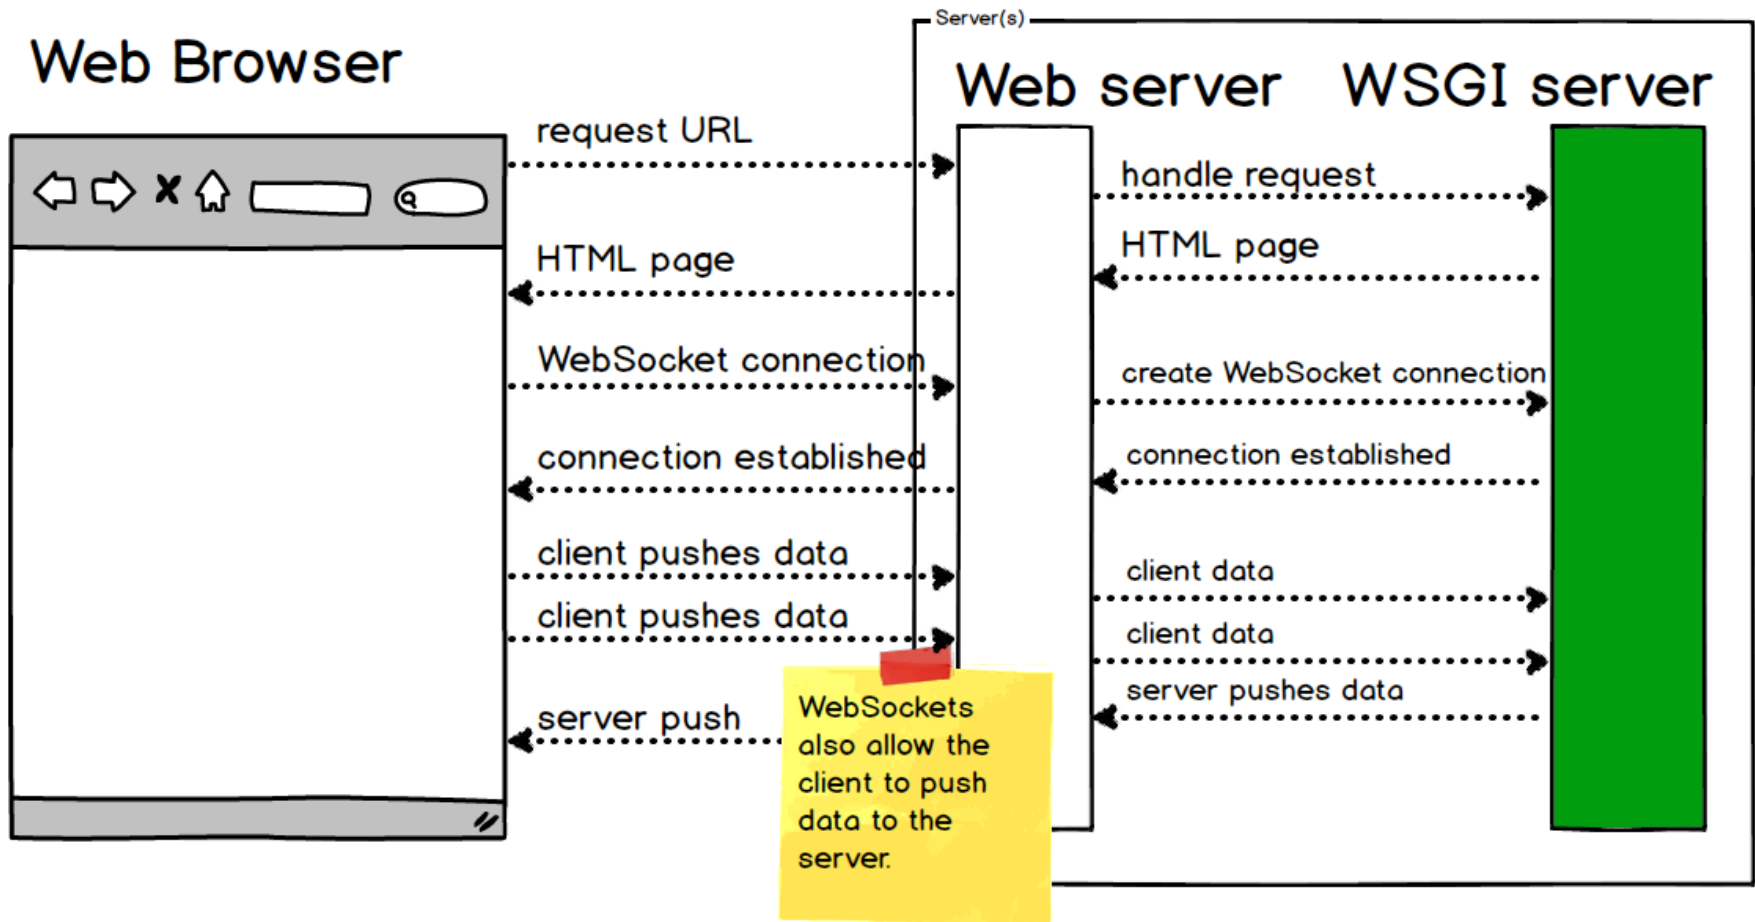 Server(s)
Web Browser
Web server
WSGI server
request URL
handle request
HTML page
HTML page
WebSocket connection
create WebSocket connection
connection established
connection established
client pushes data
client data
client pushes data
client data
server pushes data
server push
WebSockets
also allow the
client to push
data to the
server.